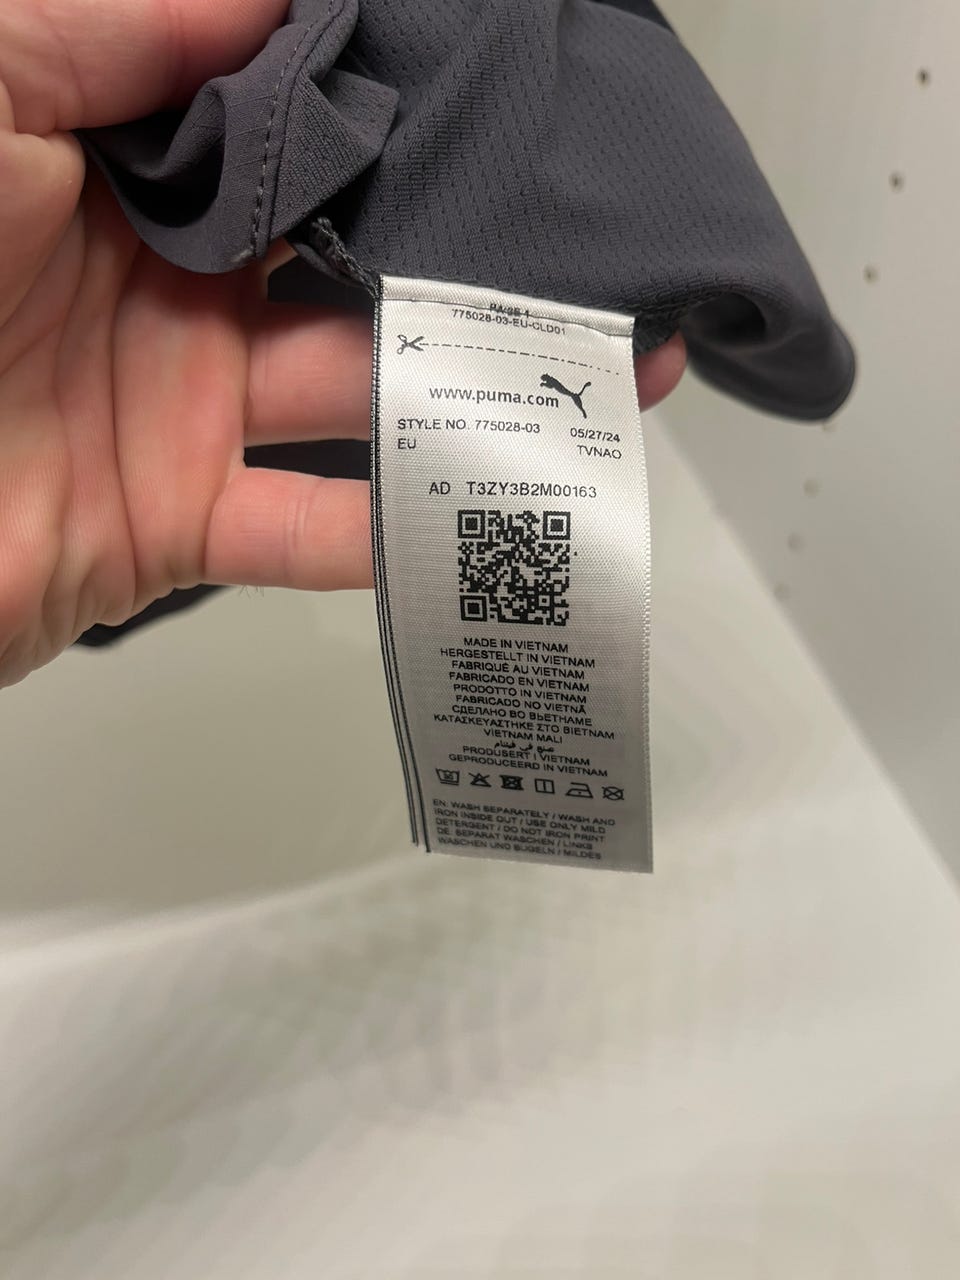 775028-03-EU-CLD01
www.puma.com
STYLE NO. 775028-03
05/27/24
EU
TVNAO
AD T3ZY3B2M00163
MADE IN VIETNAM
HERGESTELLT IN VIETNAM
FABRIQUÉ AU VIETNAM
FABRICADO EN VIETNAM
PRODOTTO IN VIETNAM
FABRICADO NO VIETNÃ
СДЕЛАНО ВО ВЬЕТНАМЕ
ΚΑΤΑΣΚΕΥΑΣΤΗΚΕ ΣΤΟ ΒΙΕΤΝΑΜ
VIETNAM MALI
صنع في فيتنام
PRODUSERT I VIETNAM
GEPRODUCEERD IN VIETNAM
EN: WASH SEPARATELY / WASH AND
IRON INSIDE OUT / USE ONLY MILD
DETERGENT / DO NOT IRON PRINT
DE: SEPARAT WASCHEN / LINKS
WASCHEN UND BÜGELN / MILDES